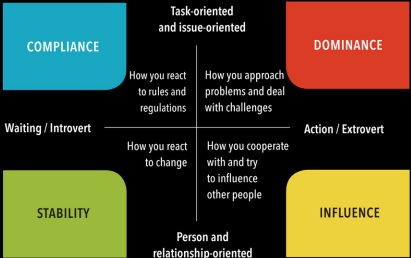 Task-oriented
and issue-oriented
COMPLIANCE
DOMINANCE
How you react
to rules and
regulations
How you approach
problems and deal
with challenges
Waiting / Introvert
Action / Extrovert
How you react
to change
How you cooperate
with and try
to influence
other people
STABILITY
INFLUENCE
Person and
relationship-oriented